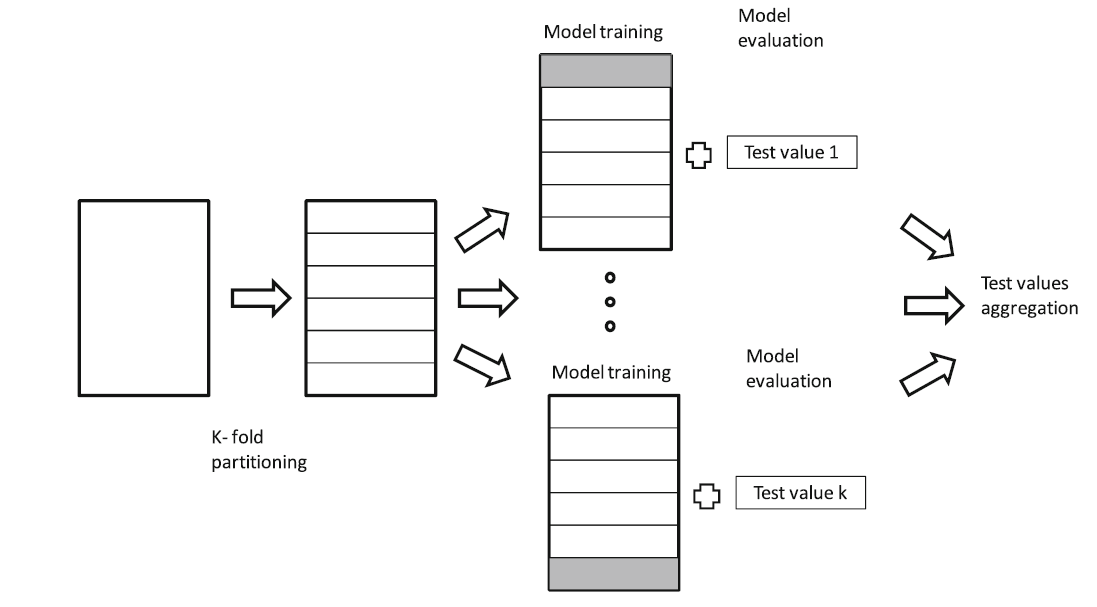 Model training
Model
evaluation
Test value 1
Test values
aggregation
Model training
Model
evaluation
K- fold
partitioning
Test value k